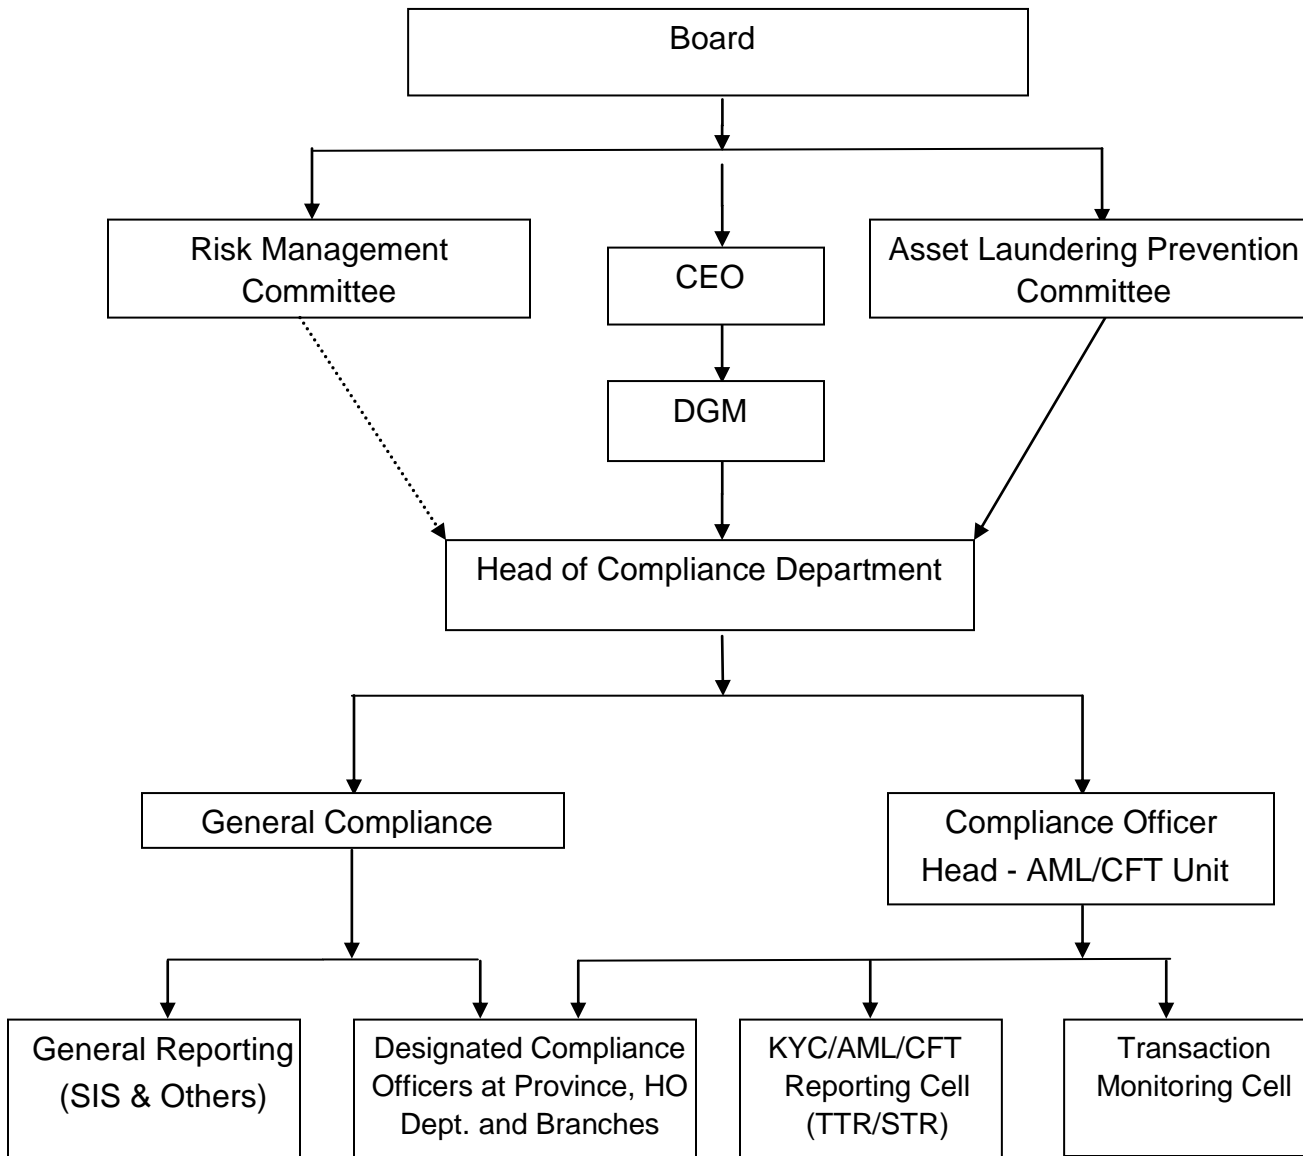 Board
Risk Management
Committee
CEO
Asset Laundering Prevention
Committee
DGM
Head of Compliance Department
General Compliance
Compliance Officer
Head - AML/CFT Unit
General Reporting
(SIS & Others)
Designated Compliance
Officers at Province, HO
Dept. and Branches
KYC/AML/CFT
Reporting Cell
(TTR/STR)
Transaction
Monitoring Cell